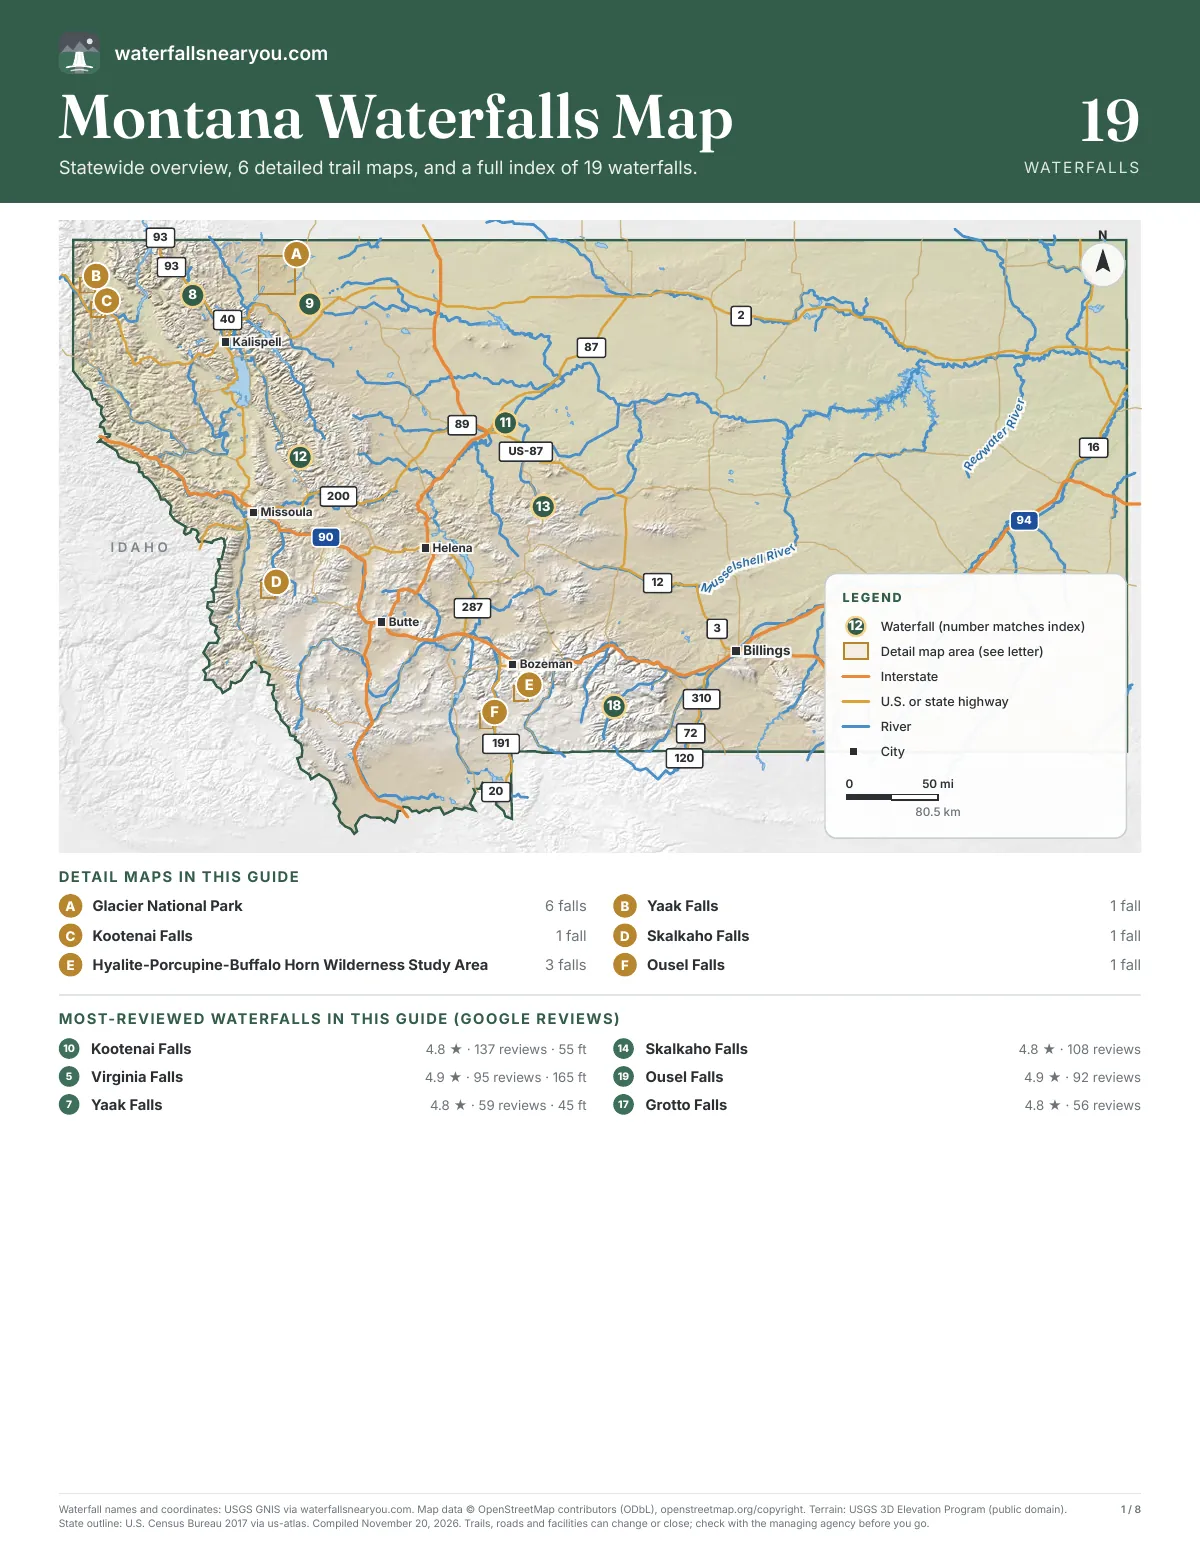 waterfallsnearyou.com
Montana Waterfalls Map
19
Statewide overview, 6 detailed trail maps, and a full index of 19 waterfalls.
WATERFALLS
93
A
N
93
B
8
C
9
40
2
Kalispell
87
89
11
Redwater River
US-87
16
12
200
13
Missoula
94
90
IDAHO
Helena
Musselshell River
D
12
287
Butte
3
Billings
Bozeman
E
310
18
F
72
191
120
20
LEGEND
12 Waterfall (number matches index)
Detail map area (see letter)
Interstate
U.S. or state highway
River
City
0 50 mi
80.5 km
DETAIL MAPS IN THIS GUIDE
A Glacier National Park 6 falls
B Yaak Falls 1 fall
C Kootenai Falls 1 fall
D Skalkaho Falls 1 fall
E Hyalite-Porcupine-Buffalo Horn Wilderness Study Area 3 falls
F Ousel Falls 1 fall
MOST-REVIEWED WATERFALLS IN THIS GUIDE (GOOGLE REVIEWS)
10 Kootenai Falls 4.8 ★ · 137 reviews · 55 ft
14 Skalkaho Falls 4.8 ★ · 108 reviews
5 Virginia Falls 4.9 ★ · 95 reviews · 165 ft
19 Ousel Falls 4.9 ★ · 92 reviews
7 Yaak Falls 4.8 ★ · 59 reviews · 45 ft
17 Grotto Falls 4.8 ★ · 56 reviews
Waterfall names and coordinates: USGS GNIS via waterfallsnearyou.com. Map data © OpenStreetMap contributors (ODbL), openstreetmap.org/copyright. Terrain: USGS 3D Elevation Program (public domain).
1 / 8
State outline: U.S. Census Bureau 2017 via us-atlas. Compiled November 20, 2026. Trails, roads and facilities can change or close; check with the managing agency before you go.